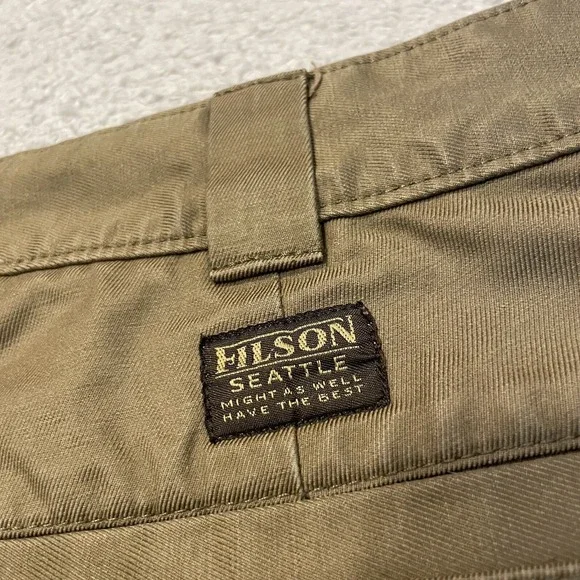 FILSON
SEATTLE
MIGHT AS WELL
HAVE THE BEST